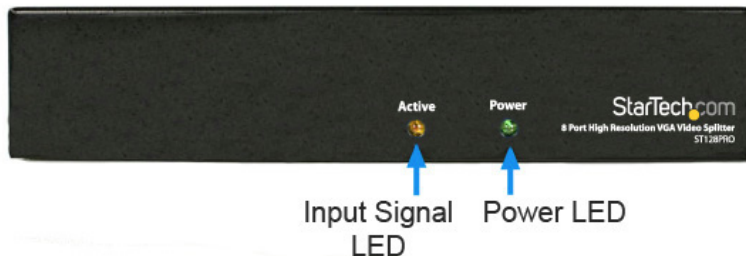 Active
Power
StarTech.com
8 Port High Resolution VGA Video Splitter
ST128PRO
Input Signal
LED
Power LED